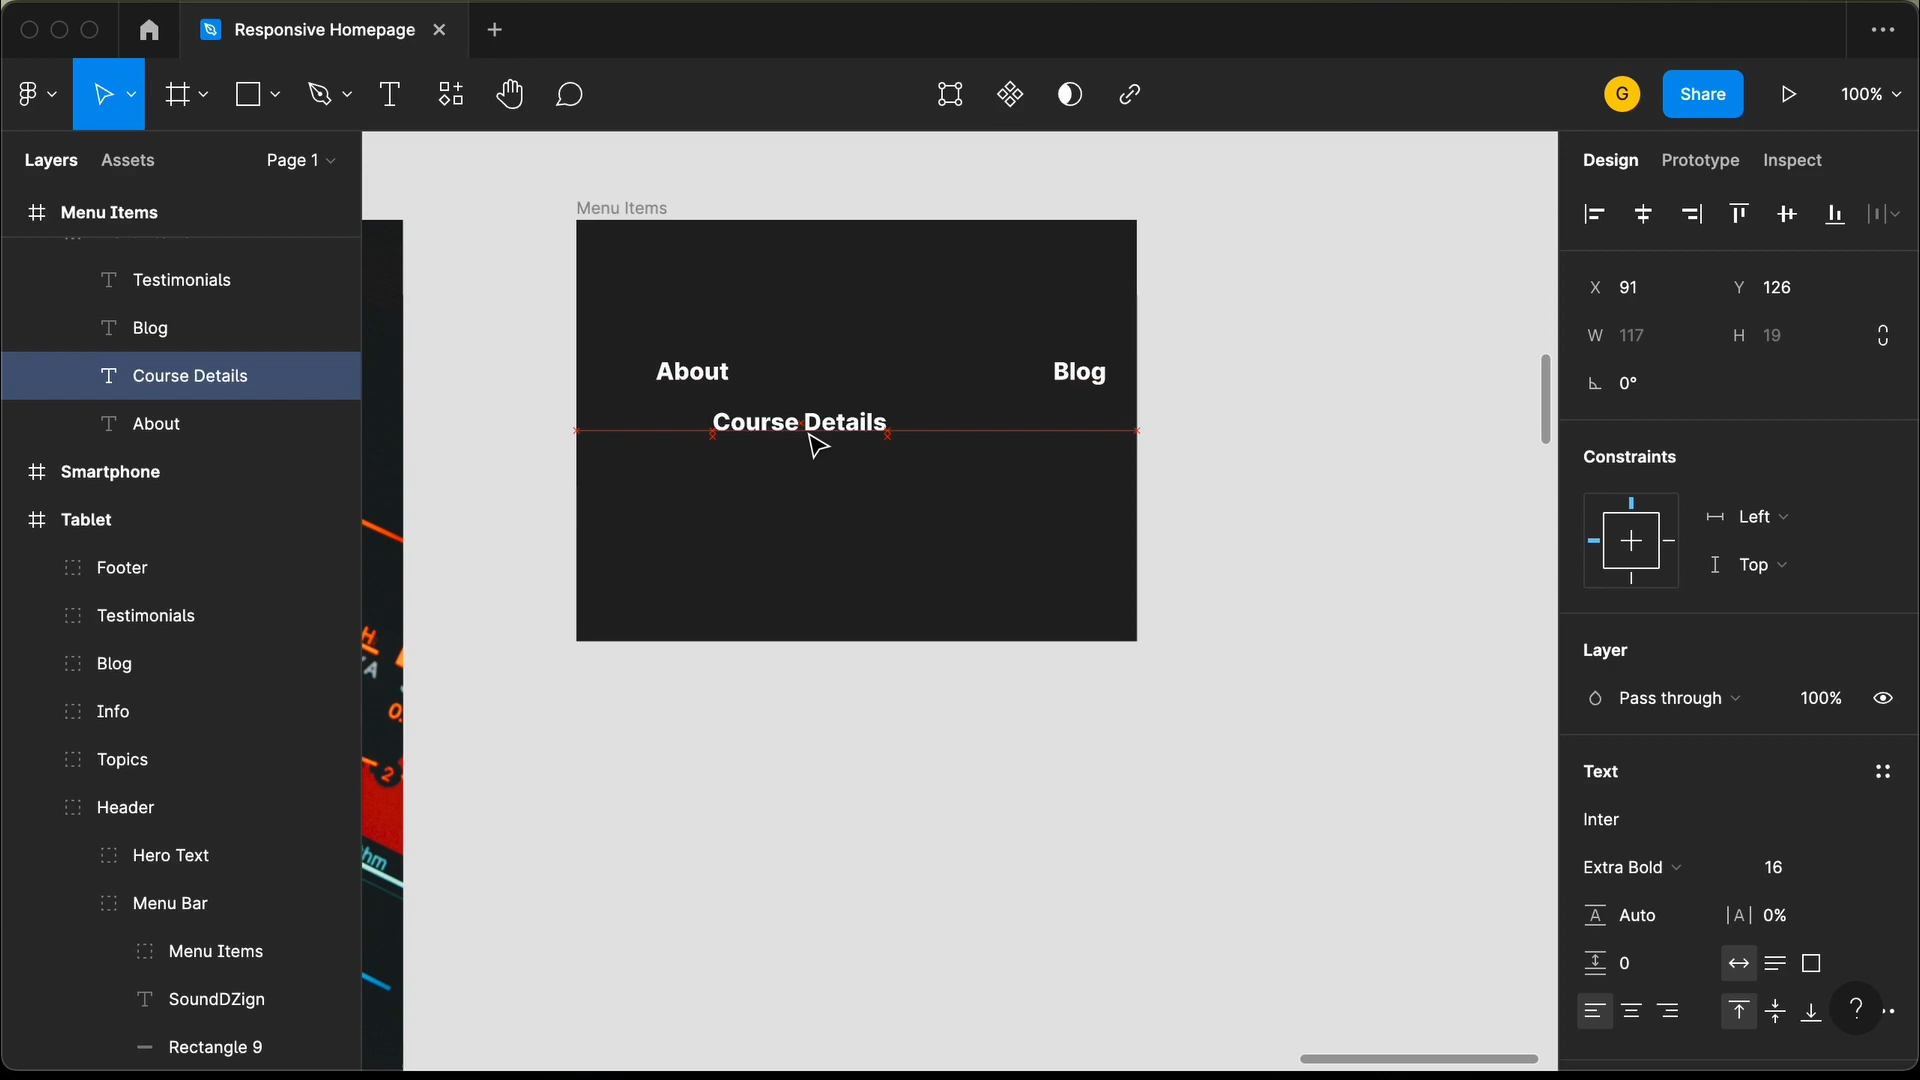 Responsive Homepage
G
Share
100%
Layers
Assets
Page 1
Menu Items
Testimonials
Blog
Course Details
About
Smartphone
Tablet
Footer
Testimonials
Blog
Info
Topics
Header
Hero Text
Menu Bar
Menu Items
SoundDZign
Rectangle 9
Menu Items
About
Blog
Course Details
Design
Prototype
Inspect
X 91
Y 126
W 117
H 19
0°
Constraints
Left
Top
Layer
Pass through
100%
Text
Inter
Extra Bold
16
A Auto
|A| 0%
0
?